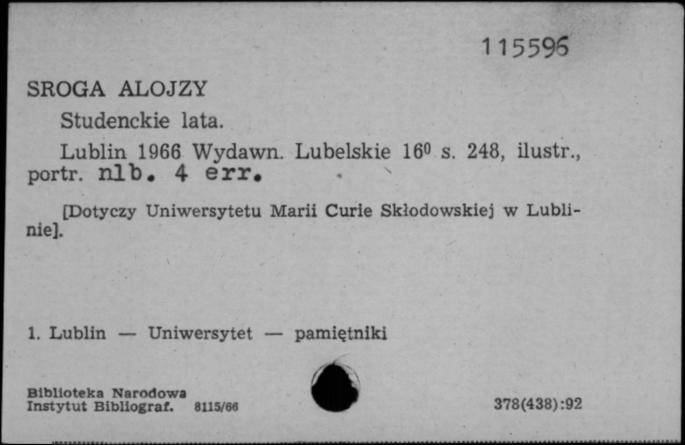 115596
SROGA ALOJZY
Studenckie lata.
Lublin 1966 Wydawn. Lubelskie 16⁰ s. 248, ilustr.,
portr. nlb. 4 err.
[Dotyczy Uniwersytetu Marii Curie Skłodowskiej w Lubli-
nie].
1. Lublin — Uniwersytet — pamiętniki
Biblioteka Narodowa
Instytut Bibliograf. 8115/66
378(438):92